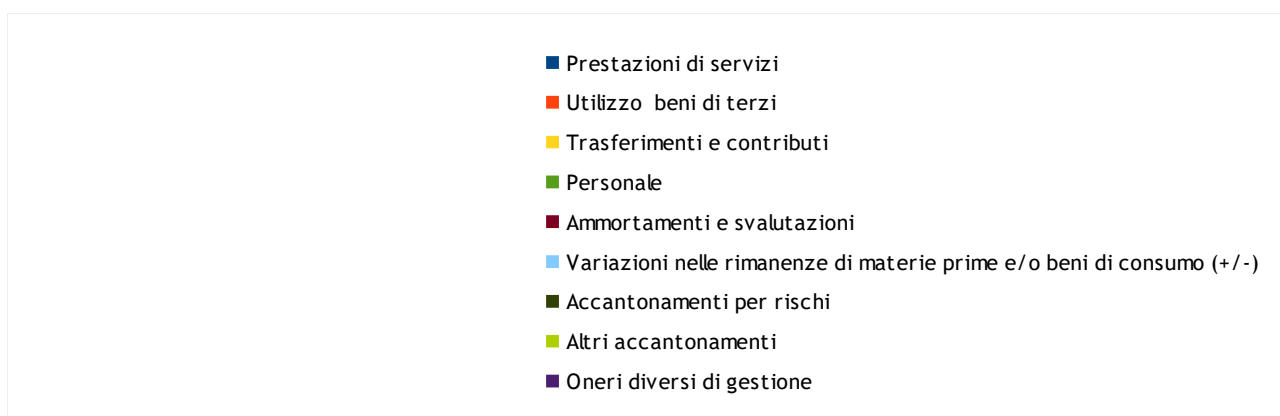 Prestazioni di servizi
Utilizzo beni di terzi
Trasferimenti e contributi
Personale
Ammortamenti e svalutazioni
Variazioni nelle rimanenze di materie prime e/o beni di consumo (+/-)
Accantonamenti per rischi
Altri accantonamenti
Oneri diversi di gestione